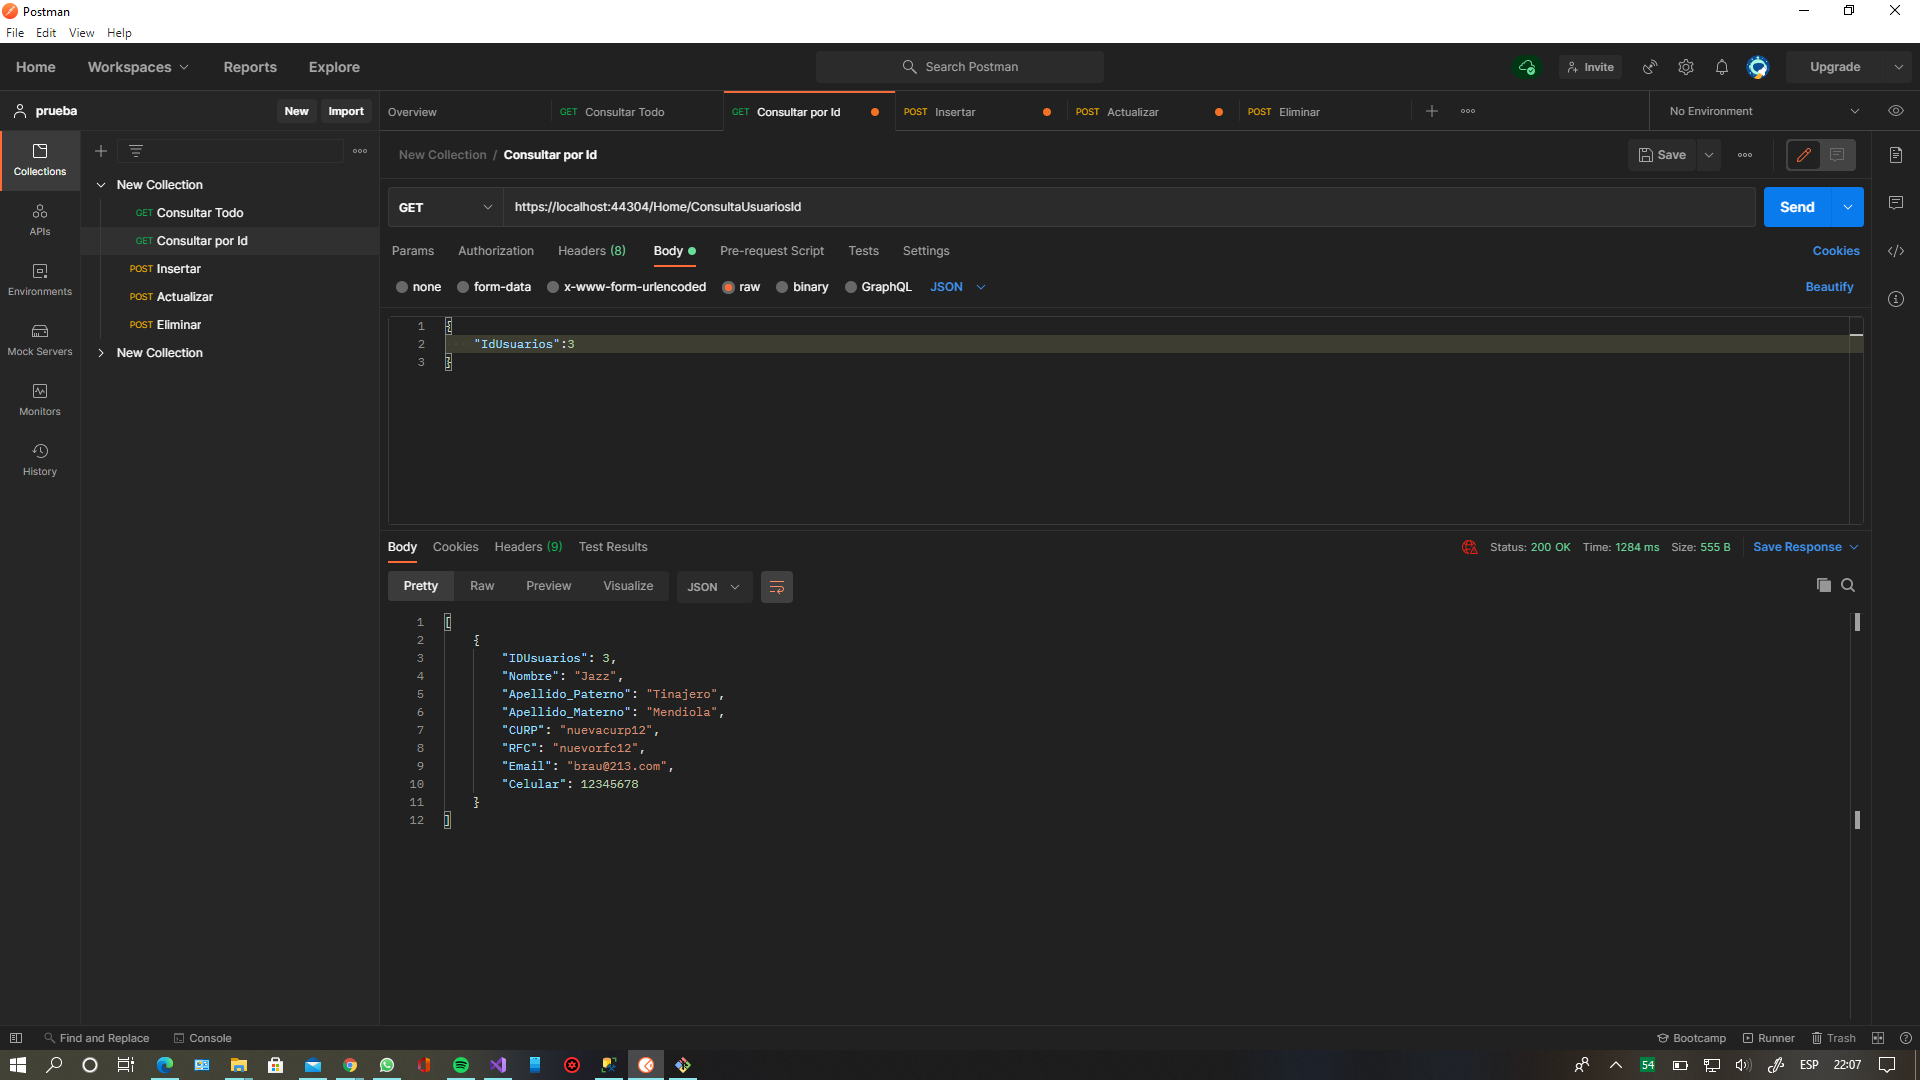 Postman
File Edit View Help
Home Workspaces Reports Explore Search Postman Invite Upgrade
prueba New Import
Overview GET Consultar Todo GET Consultar por Id POST Insertar POST Actualizar POST Eliminar No Environment
Collections
APIs
Environments
Mock Servers
Monitors
History
New Collection
GET Consultar Todo
GET Consultar por Id
POST Insertar
POST Actualizar
POST Eliminar
New Collection
New Collection / Consultar por Id Save
GET https://localhost:44304/Home/ConsultaUsuariosId Send
Params Authorization Headers (8) Body Pre-request Script Tests Settings Cookies
none form-data x-www-form-urlencoded raw binary GraphQL JSON Beautify
1 {
2 "IdUsuarios":3
3 }
Body Cookies Headers (9) Test Results Status: 200 OK Time: 1284 ms Size: 555 B Save Response
Pretty Raw Preview Visualize JSON
1 [
2 {
3 "IDUsuarios": 3,
4 "Nombre": "Jazz",
5 "Apellido_Paterno": "Tinajero",
6 "Apellido_Materno": "Mendiola",
7 "CURP": "nuevacurp12",
8 "RFC": "nuevorfc12",
9 "Email": "brau@213.com",
10 "Celular": 12345678
11 }
12 ]
Find and Replace Console Bootcamp Runner Trash
54 ESP 22:07